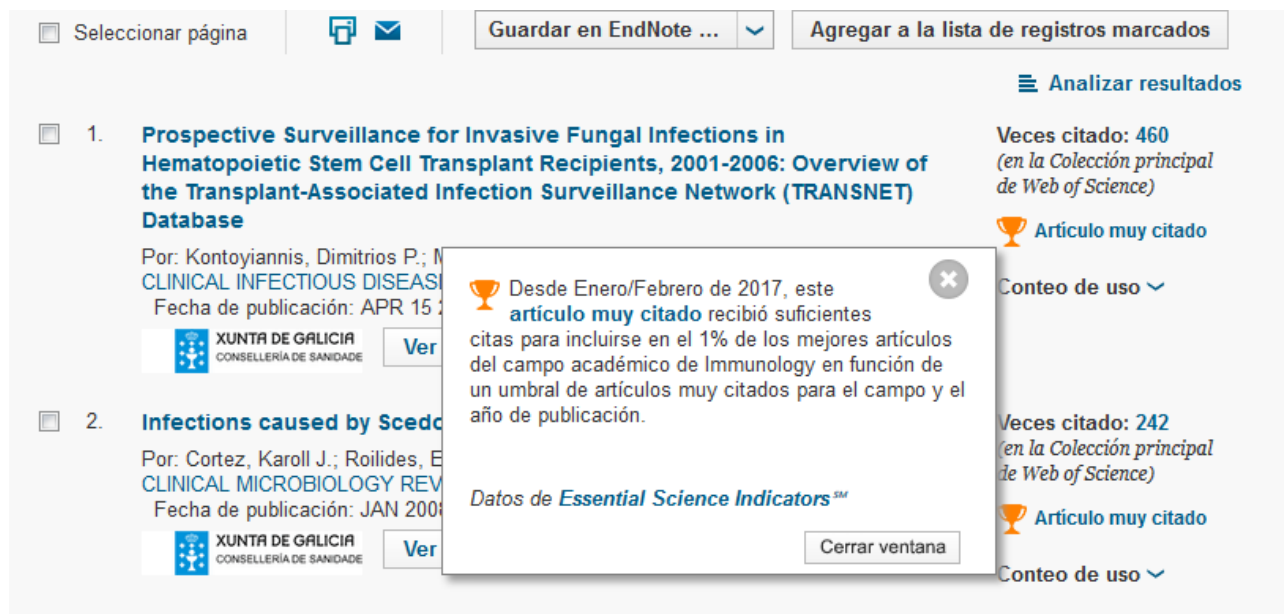 Seleccionar página
Guardar en EndNote ...
Agregar a la lista de registros marcados
Analizar resultados
1.
Prospective Surveillance for Invasive Fungal Infections in
Hematopoietic Stem Cell Transplant Recipients, 2001-2006: Overview of
the Transplant-Associated Infection Surveillance Network (TRANSNET)
Database
Por: Kontoyiannis, Dimitrios P.;
CLINICAL INFECTIOUS
Fecha de publicación: APR 15
XUNTA DE GALICIA
CONSELLERÍA DE SANIDADE
Ver
Veces citado: 460
(en la Colección principal
de Web of Science)
Artículo muy citado
Conteo de uso
Desde Enero/Febrero de 2017, este
artículo muy citado recibió suficientes
citas para incluirse en el 1% de los mejores artículos
del campo académico de Immunology en función de
un umbral de artículos muy citados para el campo y el
año de publicación.
Datos de Essential Science Indicators℠
Cerrar ventana
2.
Infections caused by
Por: Cortez, Karoll J.; Roilides,
CLINICAL MICROBIOLOGY
Fecha de publicación: JAN 2008
XUNTA DE GALICIA
CONSELLERÍA DE SANIDADE
Ver
Veces citado: 242
(en la Colección principal
de Web of Science)
Artículo muy citado
Conteo de uso